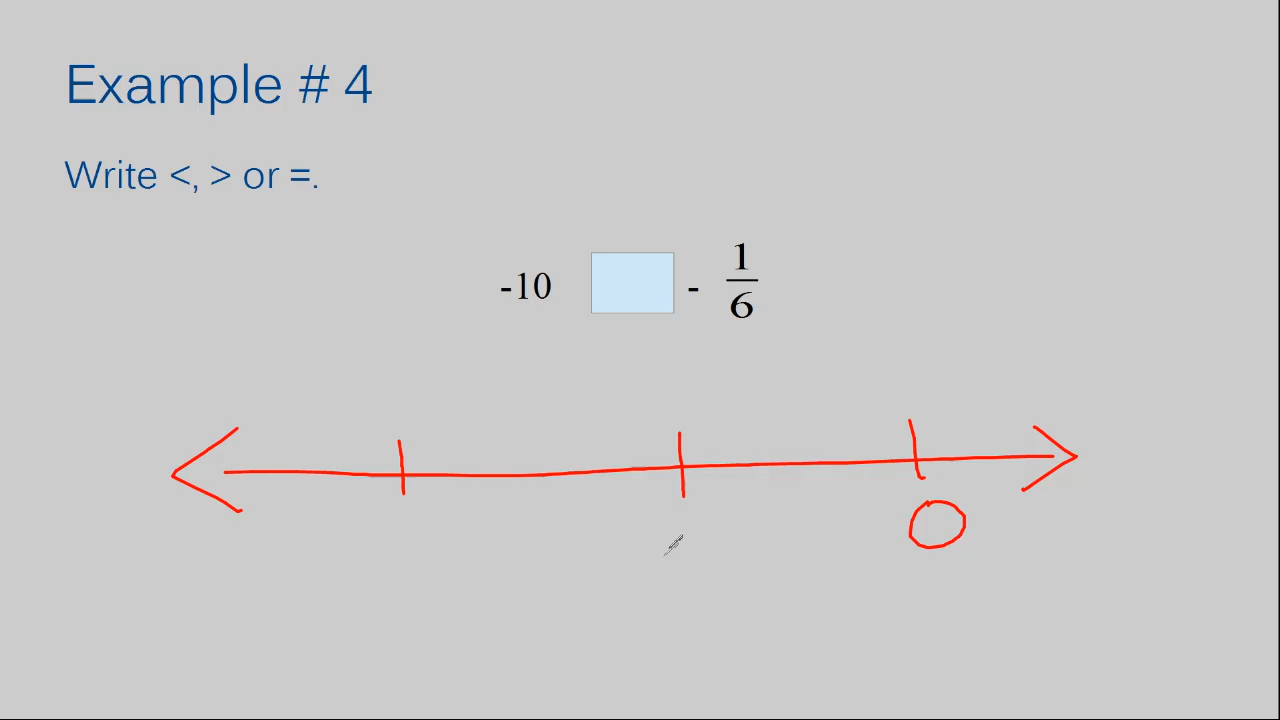 Example # 4
Write <, > or =.
-10 - 1/6
0